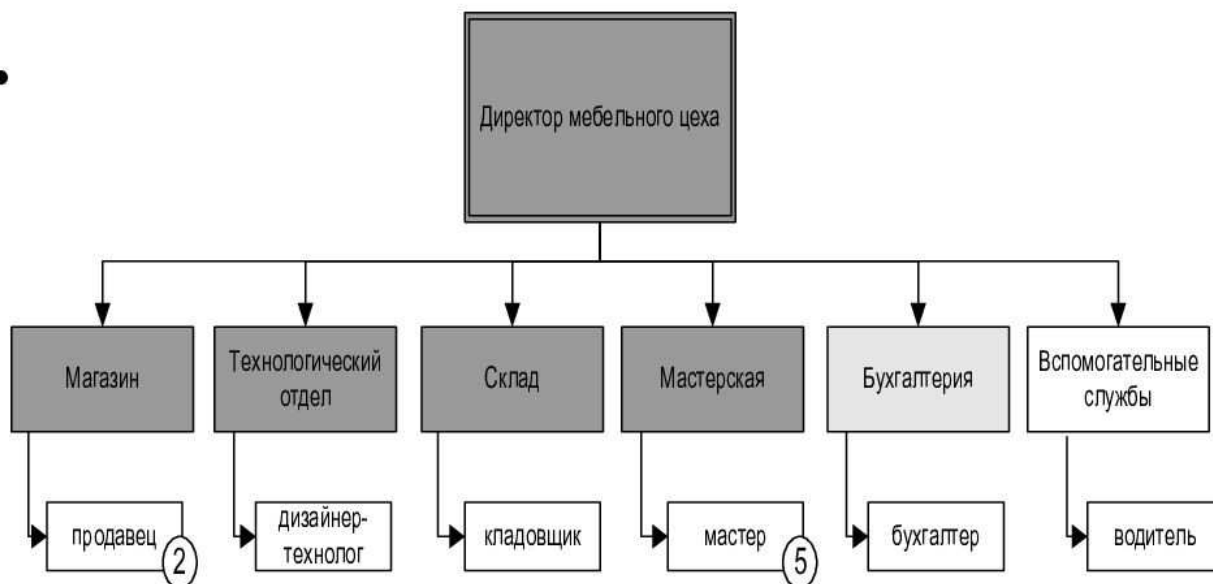 Директор мебельного цеха
Магазин
Технологический
отдел
Склад
Мастерская
Бухгалтерия
Вспомогательные
службы
продавец
2
дизайнер-
технолог
кладовщик
мастер
5
бухгалтер
водитель